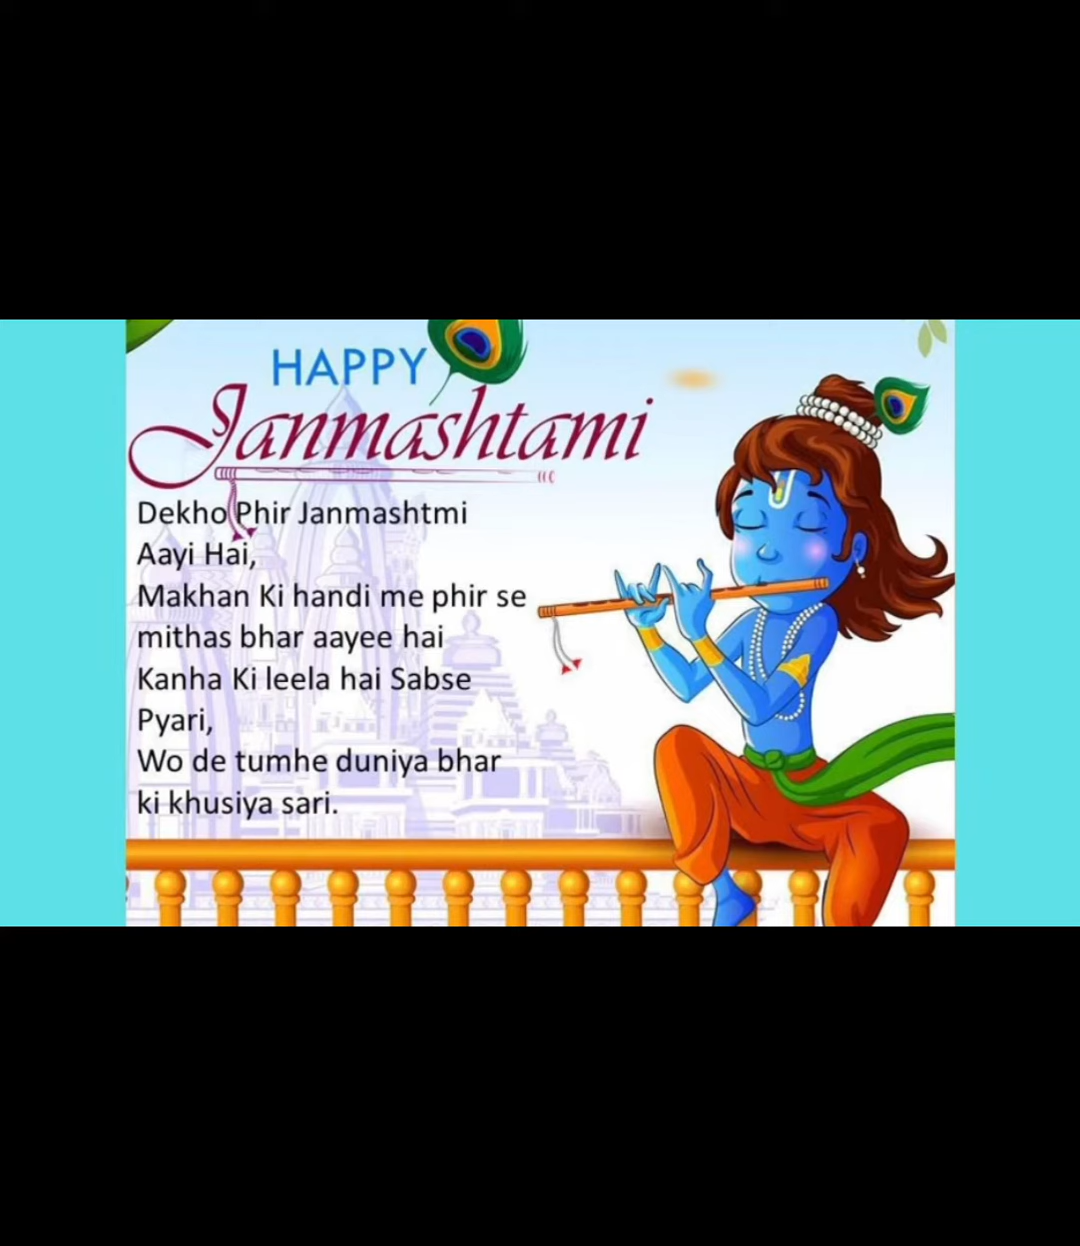 HAPPY
Janmashtami
Dekho Phir Janmashtmi
Aayi Hai,
Makhan Ki handi me phir se
mithas bhar aayee hai
Kanha Ki leela hai Sabse
Pyari,
Wo de tumhe duniya bhar
ki khusiya sari.